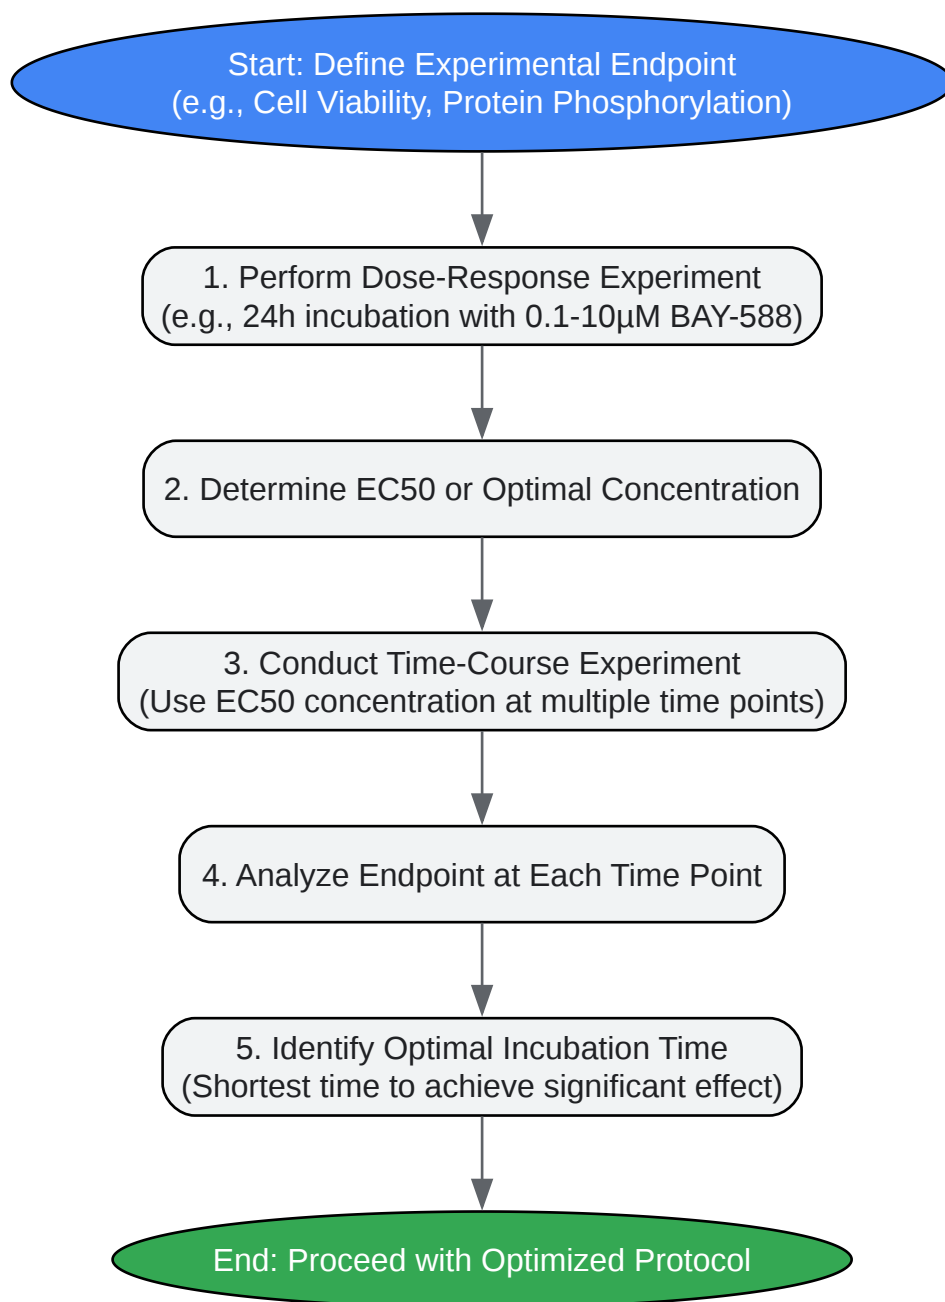 Start: Define Experimental Endpoint
(e.g., Cell Viability, Protein Phosphorylation)
1. Perform Dose-Response Experiment
(e.g., 24h incubation with 0.1-10µM BAY-588)
2. Determine EC50 or Optimal Concentration
3. Conduct Time-Course Experiment
(Use EC50 concentration at multiple time points)
4. Analyze Endpoint at Each Time Point
5. Identify Optimal Incubation Time
(Shortest time to achieve significant effect)
End: Proceed with Optimized Protocol